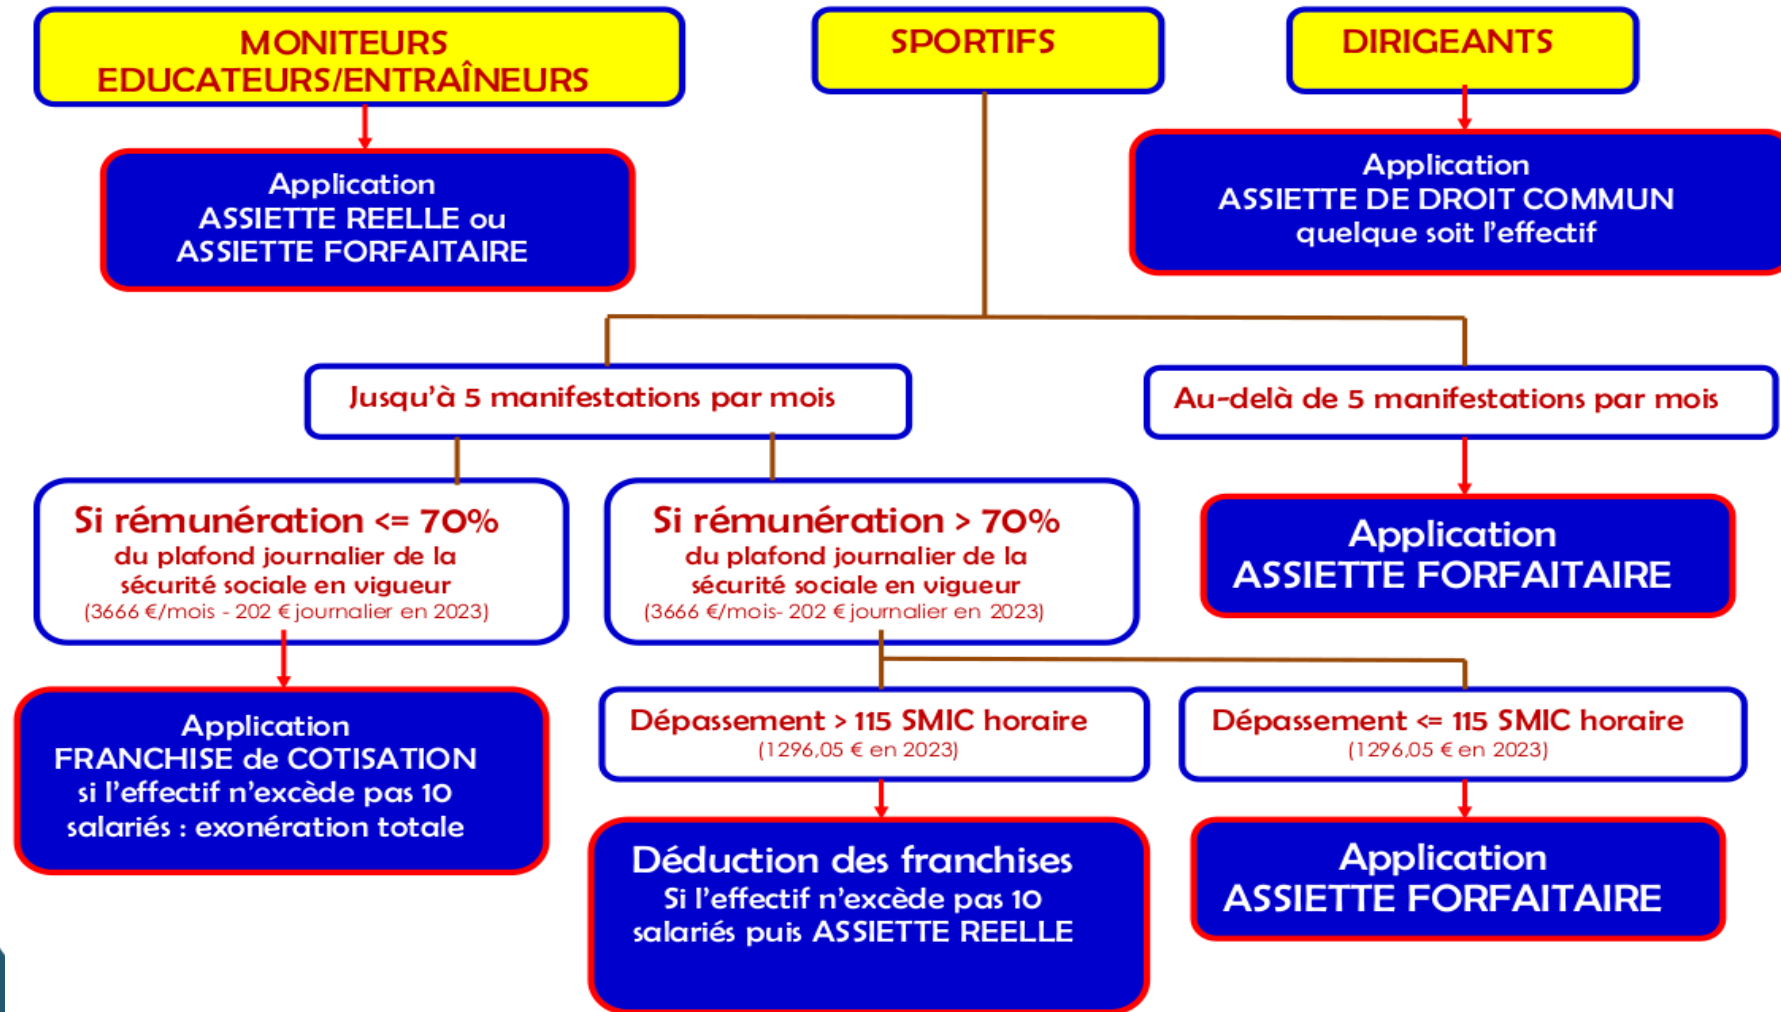 MONITEURS
EDUCATEURS/ENTRAÎNEURS
SPORTIFS
DIRIGEANTS
Application
ASSIETTE REELLE ou
ASSIETTE FORFAITAIRE
Application
ASSIETTE DE DROIT COMMUN
quelque soit l'effectif
Jusqu'à 5 manifestations par mois
Au-delà de 5 manifestations par mois
Si rémunération <= 70%
du plafond journalier de la
sécurité sociale en vigueur
(3666 €/mois - 202 € journalier en 2023)
Si rémunération > 70%
du plafond journalier de la
sécurité sociale en vigueur
(3666 €/mois- 202 € journalier en 2023)
Application
ASSIETTE FORFAITAIRE
Application
FRANCHISE de COTISATION
si l'effectif n'excède pas 10
salariés : exonération totale
Dépassement > 115 SMIC horaire
(1296,05 € en 2023)
Dépassement <= 115 SMIC horaire
(1296,05 € en 2023)
Déduction des franchises
Si l'effectif n'excède pas 10
salariés puis ASSIETTE REELLE
Application
ASSIETTE FORFAITAIRE